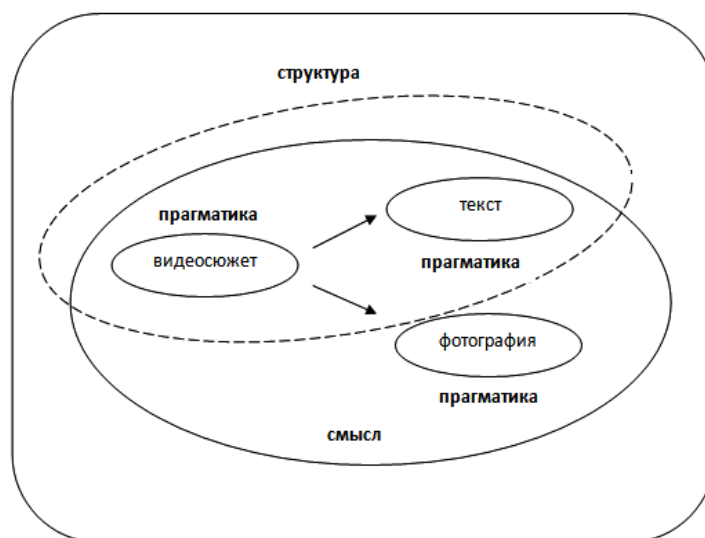 структура
прагматика
текст
видеосюжет
прагматика
фотография
прагматика
смысл